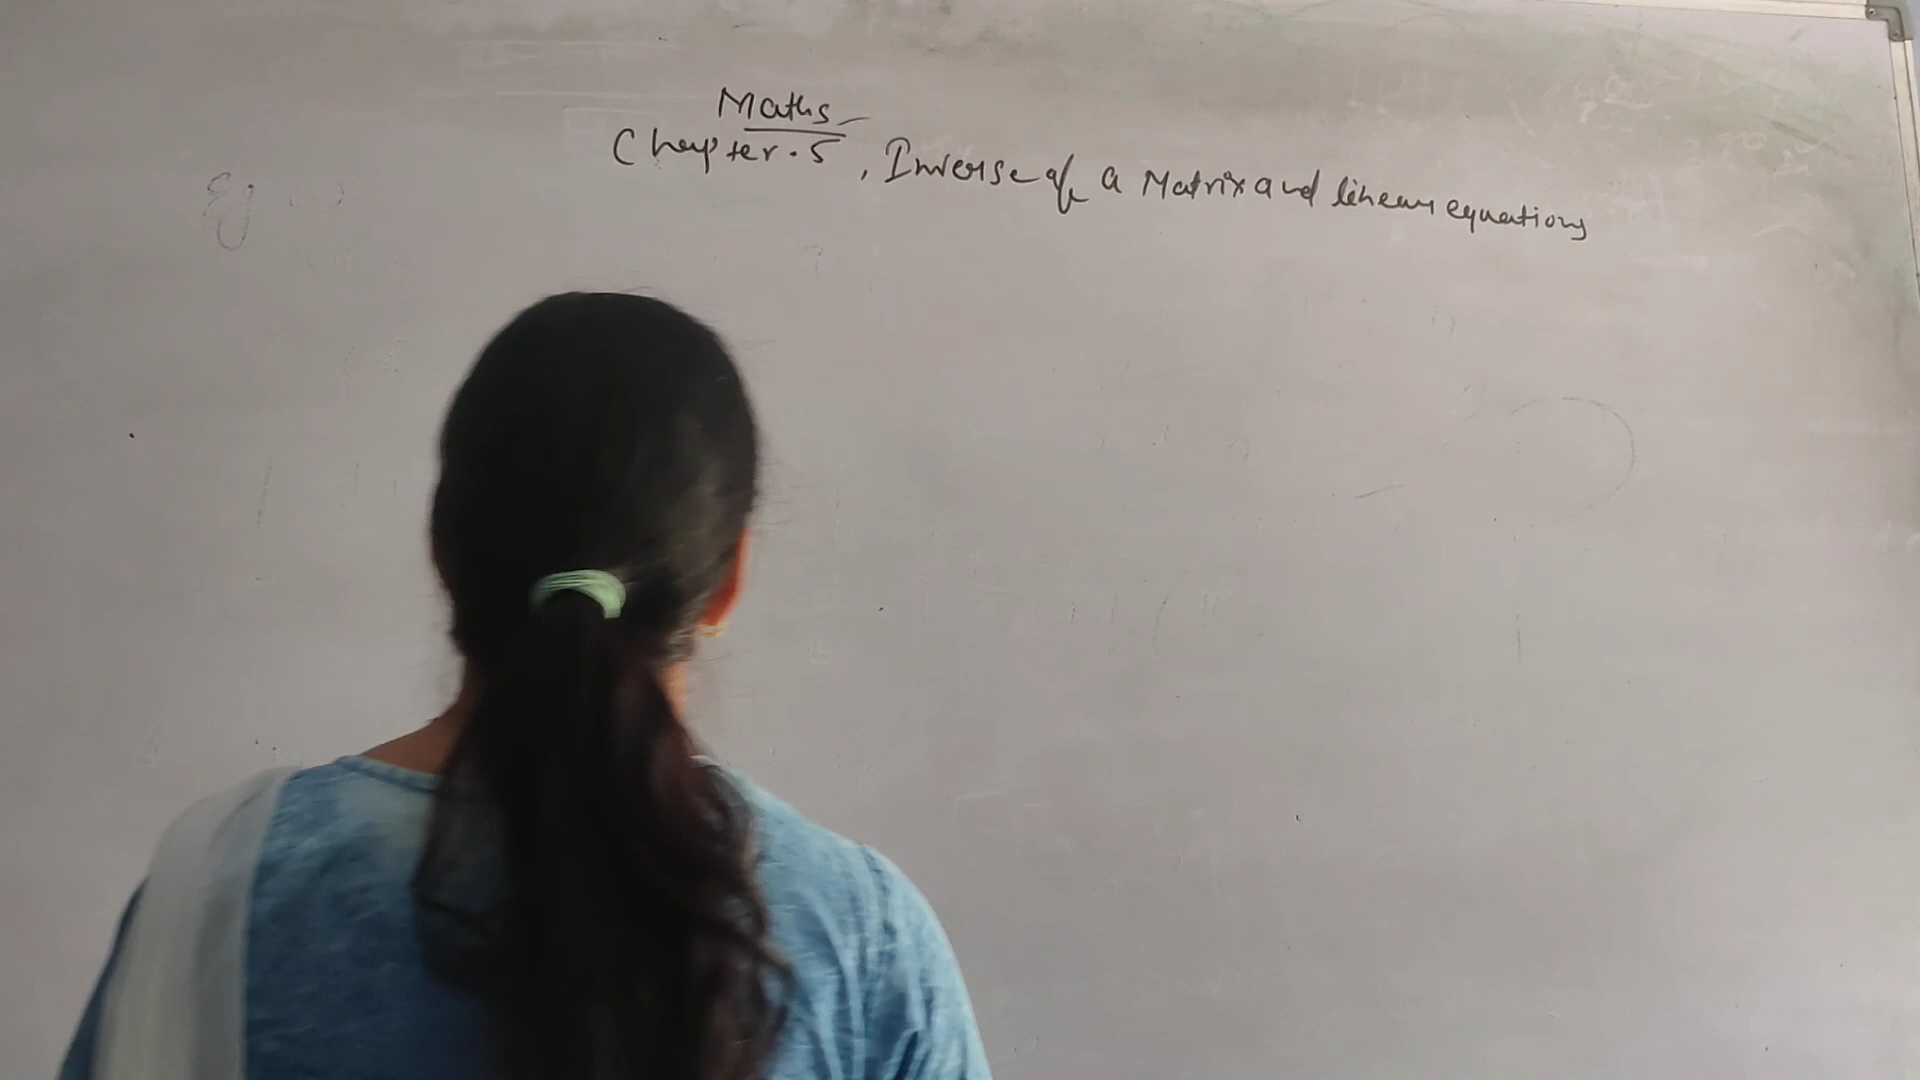 Maths
Chapter.5, Inverse of a Matrix and linear equations
Eg